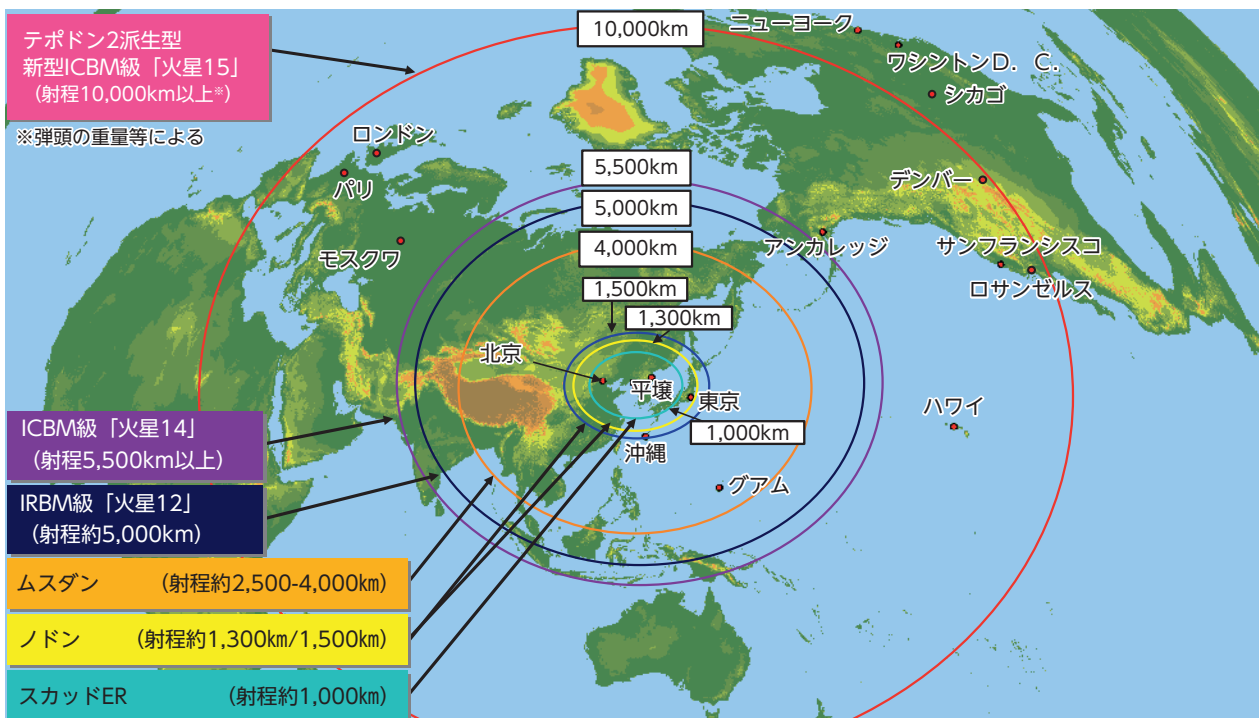 テポドン2派生型
新型ICBM級「火星15」
(射程10,000km以上※)
※弾頭の重量等による
10,000km
ニューヨーク
ワシントンD.C.
シカゴ
ロンドン
パリ
モスクワ
5,500km
5,000km
4,000km
デンバー
アンカレッジ
サンフランシスコ
ロサンゼルス
1,500km
1,300km
北京
平壌
東京
1,000km
沖縄
グアム
ハワイ
ICBM級「火星14」
(射程5,500km以上)
IRBM級「火星12」
(射程約5,000km)
ムスダン (射程約2,500-4,000㎞)
ノドン (射程約1,300㎞/1,500㎞)
スカッドER (射程約1,000㎞)